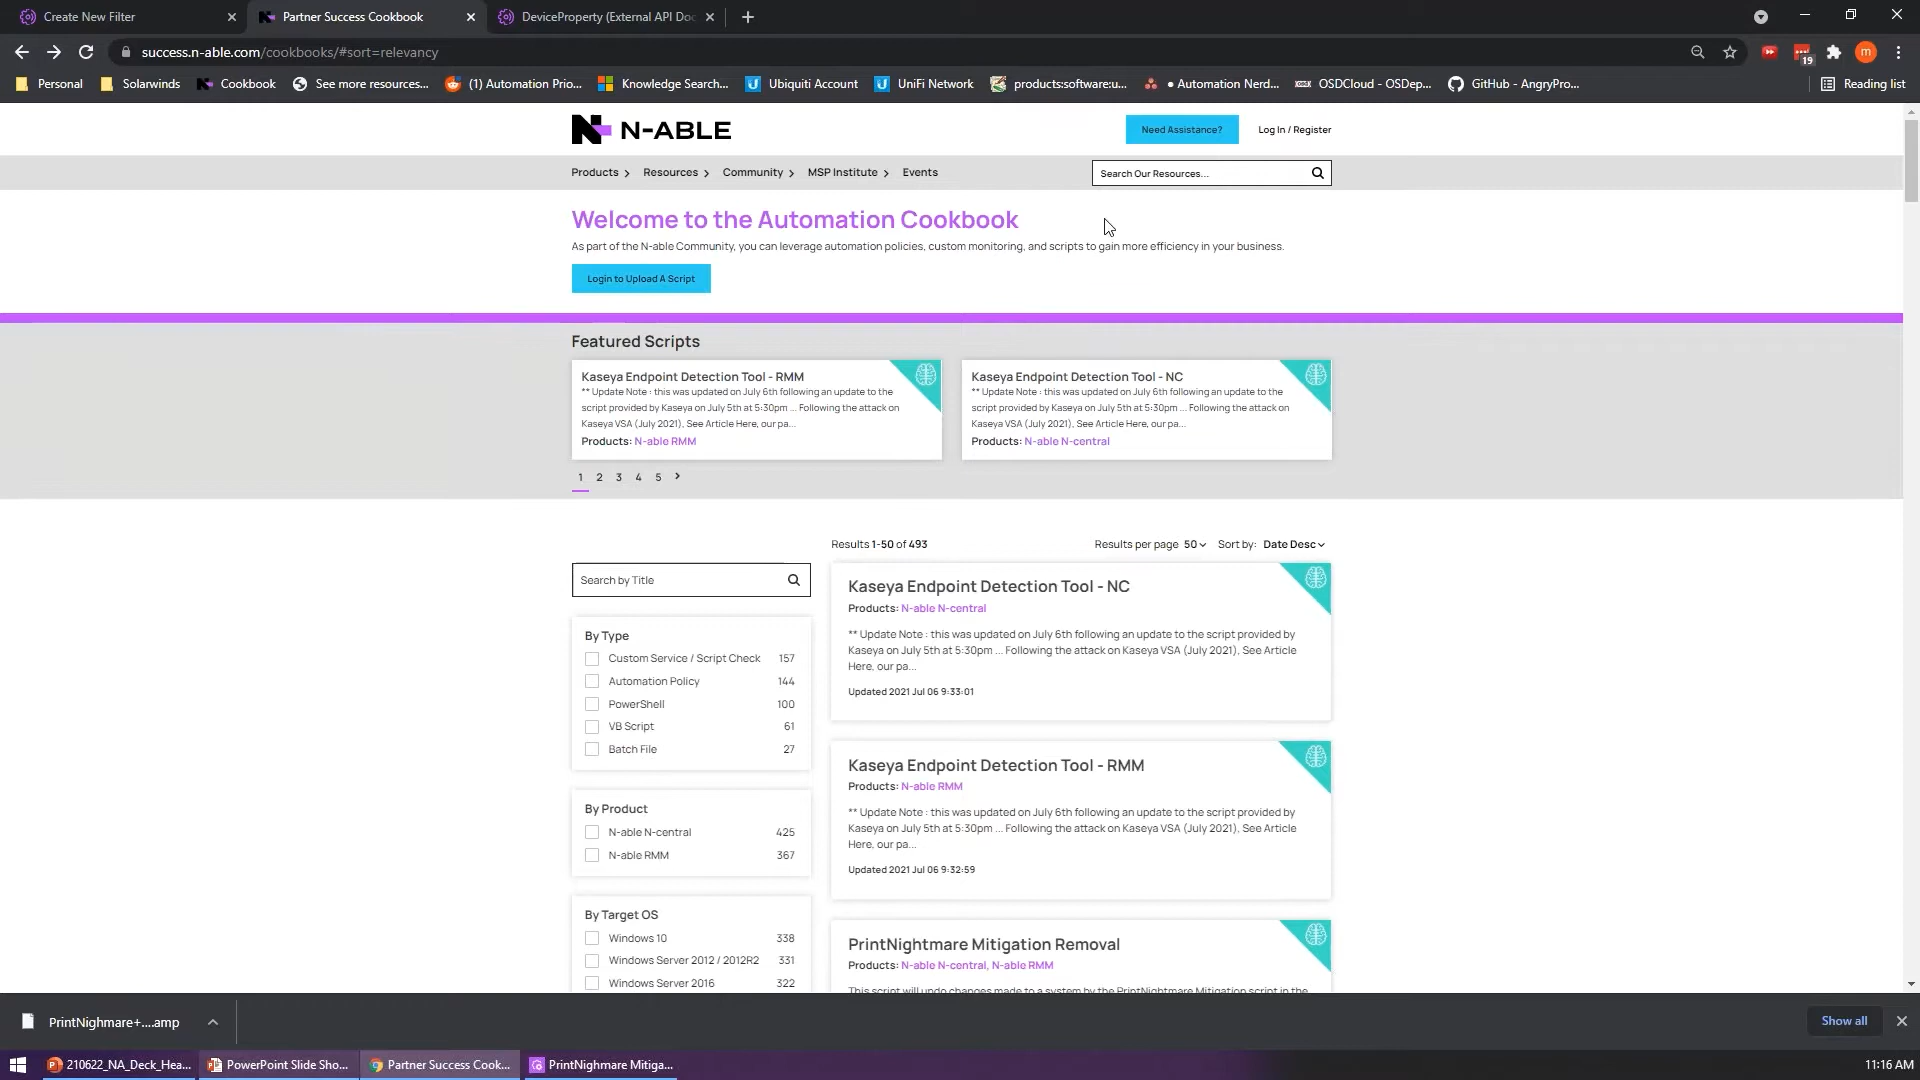 Create New Filter
Partner Success Cookbook
DeviceProperty (External API Doc
success.n-able.com/cookbooks/#sort=relevancy
19
m
Personal
Solarwinds
Cookbook
See more resources...
(1) Automation Prio...
Knowledge Search...
Ubiquiti Account
UniFi Network
products:software:u...
• Automation Nerd...
OSDCloud - OSDep...
GitHub - AngryPro...
Reading list
N-ABLE
Need Assistance?
Log In / Register
Products
Resources
Community
MSP Institute
Events
Search Our Resources...
Welcome to the Automation Cookbook
As part of the N-able Community, you can leverage automation policies, custom monitoring, and scripts to gain more efficiency in your business.
Login to Upload A Script
Featured Scripts
Kaseya Endpoint Detection Tool - RMM
** Update Note : this was updated on July 6th following an update to the
script provided by Kaseya on July 5th at 5:30pm ... Following the attack on
Kaseya VSA (July 2021), See Article Here, our pa...
Products: N-able RMM
Kaseya Endpoint Detection Tool - NC
** Update Note : this was updated on July 6th following an update to the
script provided by Kaseya on July 5th at 5:30pm ... Following the attack on
Kaseya VSA (July 2021), See Article Here, our pa...
Products: N-able N-central
1 2 3 4 5
Results 1-50 of 493
Results per page 50
Sort by: Date Desc
Search by Title
By Type
Custom Service / Script Check 157
Automation Policy 144
PowerShell 100
VB Script 61
Batch File 27
By Product
N-able N-central 425
N-able RMM 367
By Target OS
Windows 10 338
Windows Server 2012 / 2012R2 331
Windows Server 2016 322
Kaseya Endpoint Detection Tool - NC
Products: N-able N-central
** Update Note : this was updated on July 6th following an update to the script provided by
Kaseya on July 5th at 5:30pm ... Following the attack on Kaseya VSA (July 2021), See Article
Here, our pa...
Updated 2021 Jul 06 9:33:01
Kaseya Endpoint Detection Tool - RMM
Products: N-able RMM
** Update Note : this was updated on July 6th following an update to the script provided by
Kaseya on July 5th at 5:30pm ... Following the attack on Kaseya VSA (July 2021), See Article
Here, our pa...
Updated 2021 Jul 06 9:32:59
PrintNightmare Mitigation Removal
Products: N-able N-central, N-able RMM
This script will undo changes made to a system by the PrintNightmare Mitigation script in the
PrintNighmare+....amp
Show all
210622_NA_Deck_Hea...
PowerPoint Slide Sho...
Partner Success Cook...
PrintNighmare Mitiga...
11:16 AM